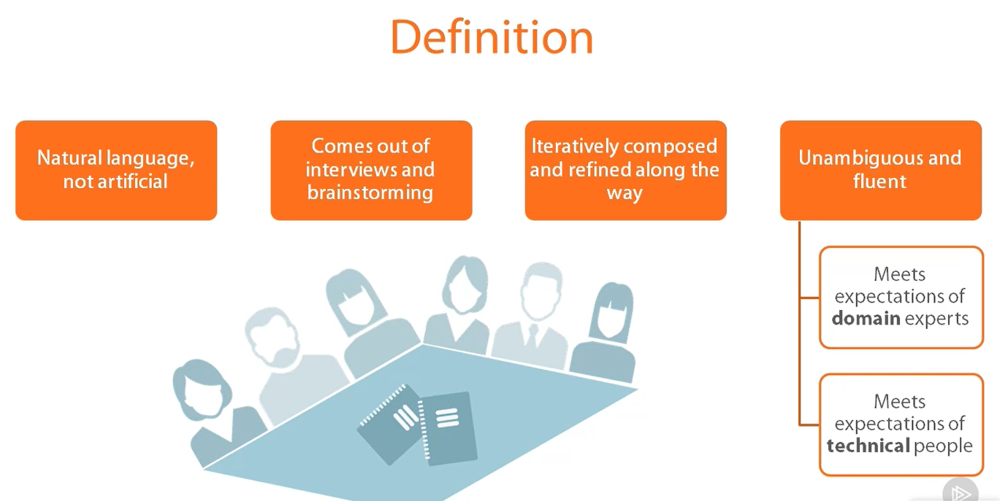 Definition
Natural language,
not artificial
Comes out of
interviews and
brainstorming
Iteratively composed
and refined along the
way
Unambiguous and
fluent
Meets
expectations of
domain experts
Meets
expectations of
technical people